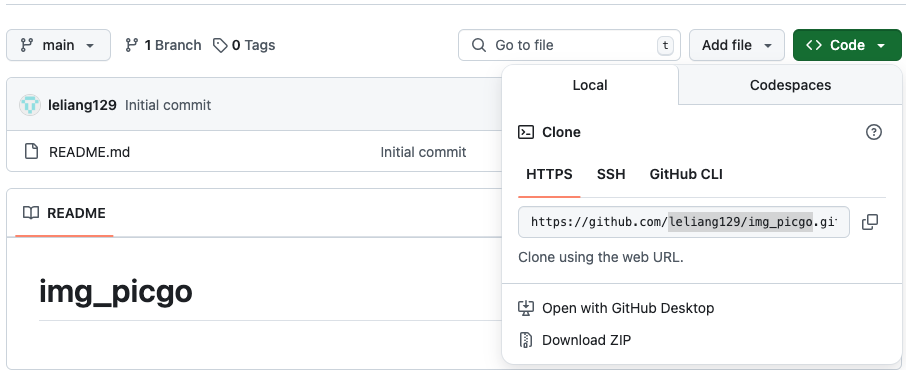 main
1 Branch
0 Tags
Go to file
t
Add file
<> Code
Local
Codespaces
leliang129 Initial commit
Clone
README.md
Initial commit
HTTPS
SSH
GitHub CLI
README
https://github.com/leliang129/img_picgo.git
Clone using the web URL.
img_picgo
Open with GitHub Desktop
Download ZIP